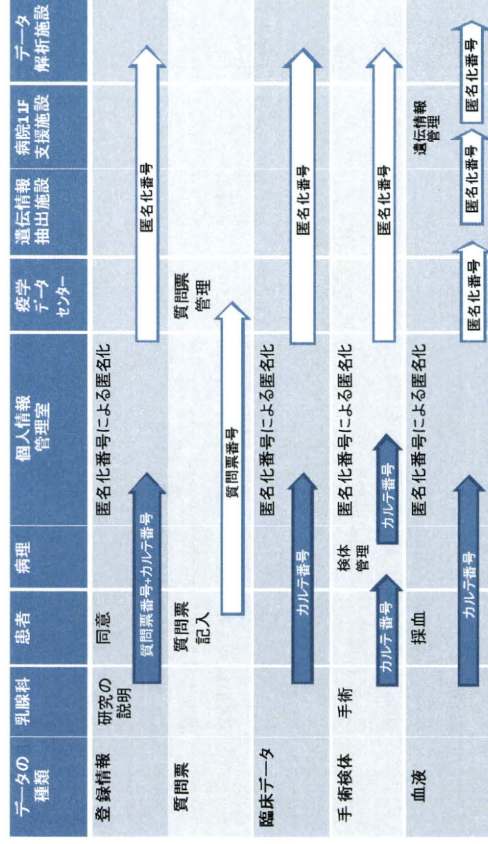 データの
種類
乳腺科
患者
病理
個人情報
管理室
疫学
データ
センター
遺伝情報
抽出施設
病院11F
支援施設
データ
解析施設
登録情報
研究の
説明
同意
質問票番号+カルテ番号
匿名化番号による匿名化
匿名化番号
質問票
質問票
記入
質問票番号
質問票
管理
臨床データ
カルテ番号
匿名化番号による匿名化
匿名化番号
手術検体
手術
カルテ番号
検体
管理
カルテ番号
匿名化番号による匿名化
匿名化番号
血液
採血
カルテ番号
匿名化番号による匿名化
匿名化番号
匿名化番号
遺伝情報
管理
匿名化番号